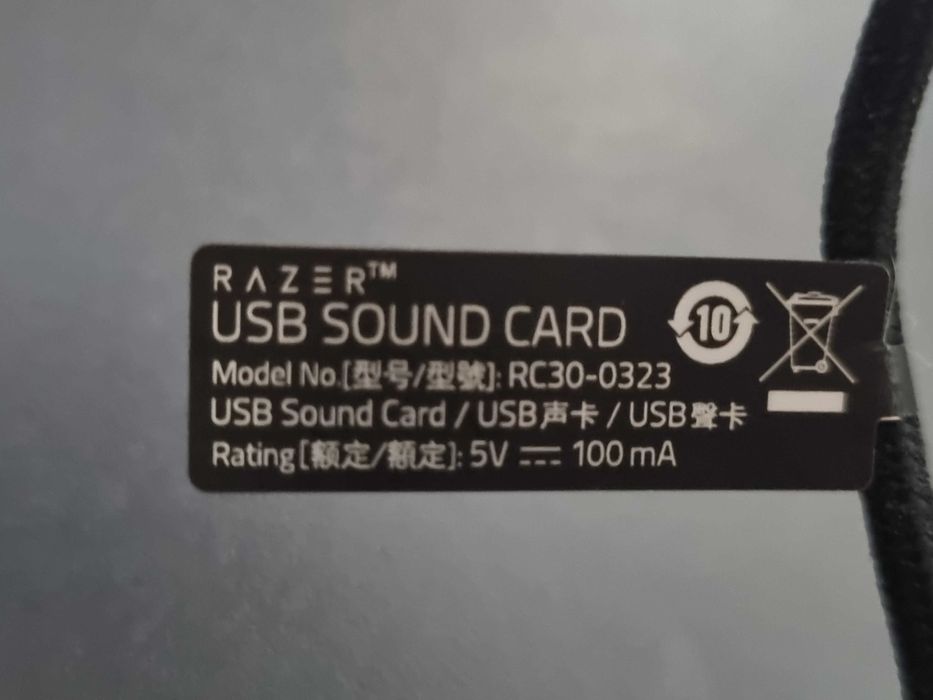 RAZER™
USB SOUND CARD
10
Model No.[型号/型號]: RC30-0323
USB Sound Card / USB声卡 / USB聲卡
Rating[额定/額定]: 5V ⎓ 100 mA